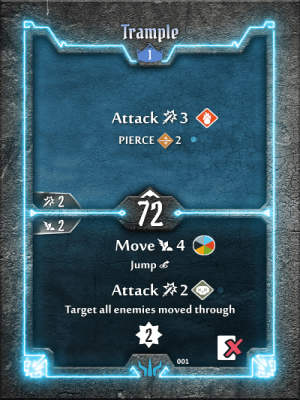 Trample
1
Attack 3
PIERCE 2
2
72
2
Move 4
Jump
Attack 2
Target all enemies moved through
2
001